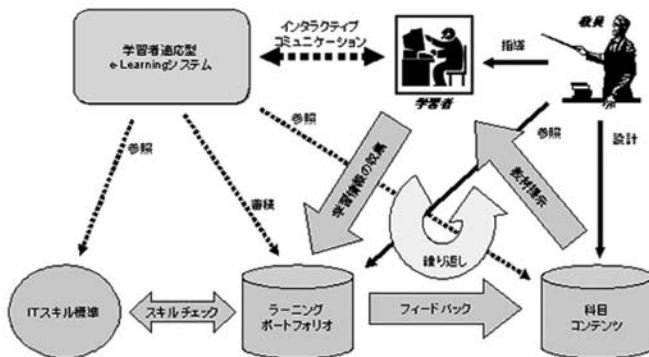 教員
学習者適応型
e-Learningシステム
インタラクティブ
コミュニケーション
指導
学習者
参照
参照
設計
学習情報の収集
教材提示
蓄積
繰り返し
ITスキル標準
スキルチェック
ラーニング
ポートフォリオ
フィードバック
科目
コンテンツ